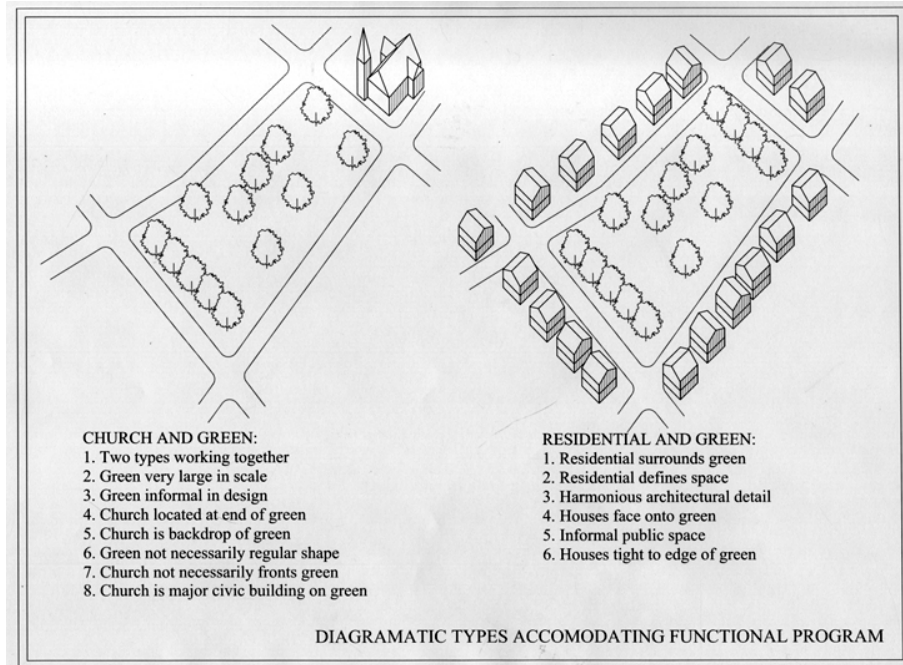 CHURCH AND GREEN:
1. Two types working together
2. Green very large in scale
3. Green informal in design
4. Church located at end of green
5. Church is backdrop of green
6. Green not necessarily regular shape
7. Church not necessarily fronts green
8. Church is major civic building on green
RESIDENTIAL AND GREEN:
1. Residential surrounds green
2. Residential defines space
3. Harmonious architectural detail
4. Houses face onto green
5. Informal public space
6. Houses tight to edge of green
DIAGRAMATIC TYPES ACCOMODATING FUNCTIONAL PROGRAM